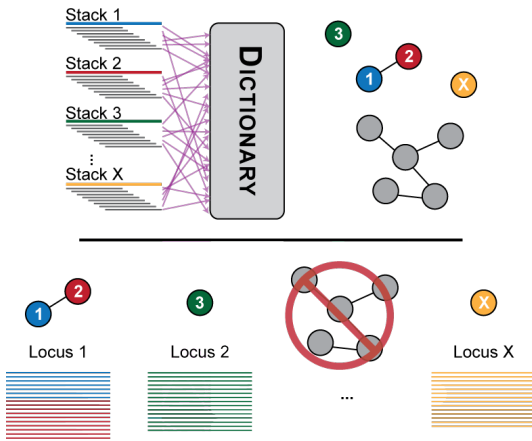 Stack 1
Stack 2
Stack 3
...
Stack X
DICTIONARY
3
2
1
X
1
2
3
X
Locus 1
Locus 2
...
Locus X